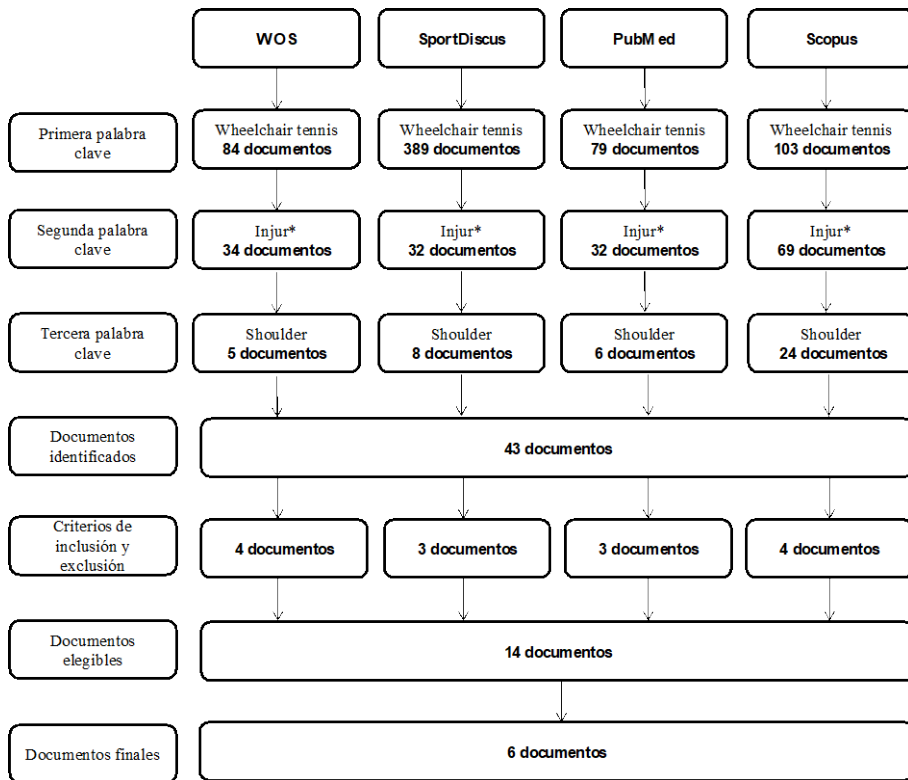 WOS
SportDiscus
PubMed
Scopus
Primera palabra
clave
Wheelchair tennis
84 documentos
Wheelchair tennis
389 documentos
Wheelchair tennis
79 documentos
Wheelchair tennis
103 documentos
Segunda palabra
clave
Injur*
34 documentos
Injur*
32 documentos
Injur*
32 documentos
Injur*
69 documentos
Tercera palabra
clave
Shoulder
5 documentos
Shoulder
8 documentos
Shoulder
6 documentos
Shoulder
24 documentos
Documentos
identificados
43 documentos
Criterios de
inclusión y
exclusión
4 documentos
3 documentos
3 documentos
4 documentos
Documentos
elegibles
14 documentos
Documentos finales
6 documentos